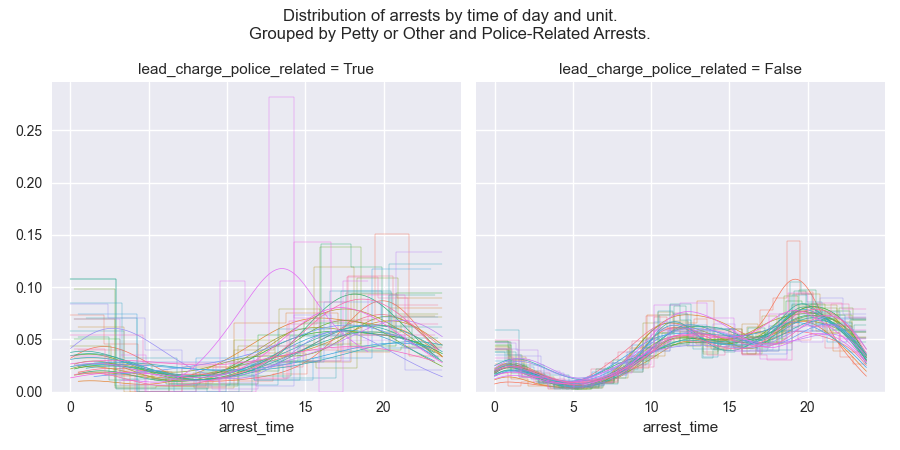 Distribution of arrests by time of day and unit.
Grouped by Petty or Other and Police-Related Arrests.
lead_charge_police_related = True
lead_charge_police_related = False
0.25
0.20
0.15
0.10
0.05
0.00
0 5 10 15 20
0 5 10 15 20
arrest_time
arrest_time